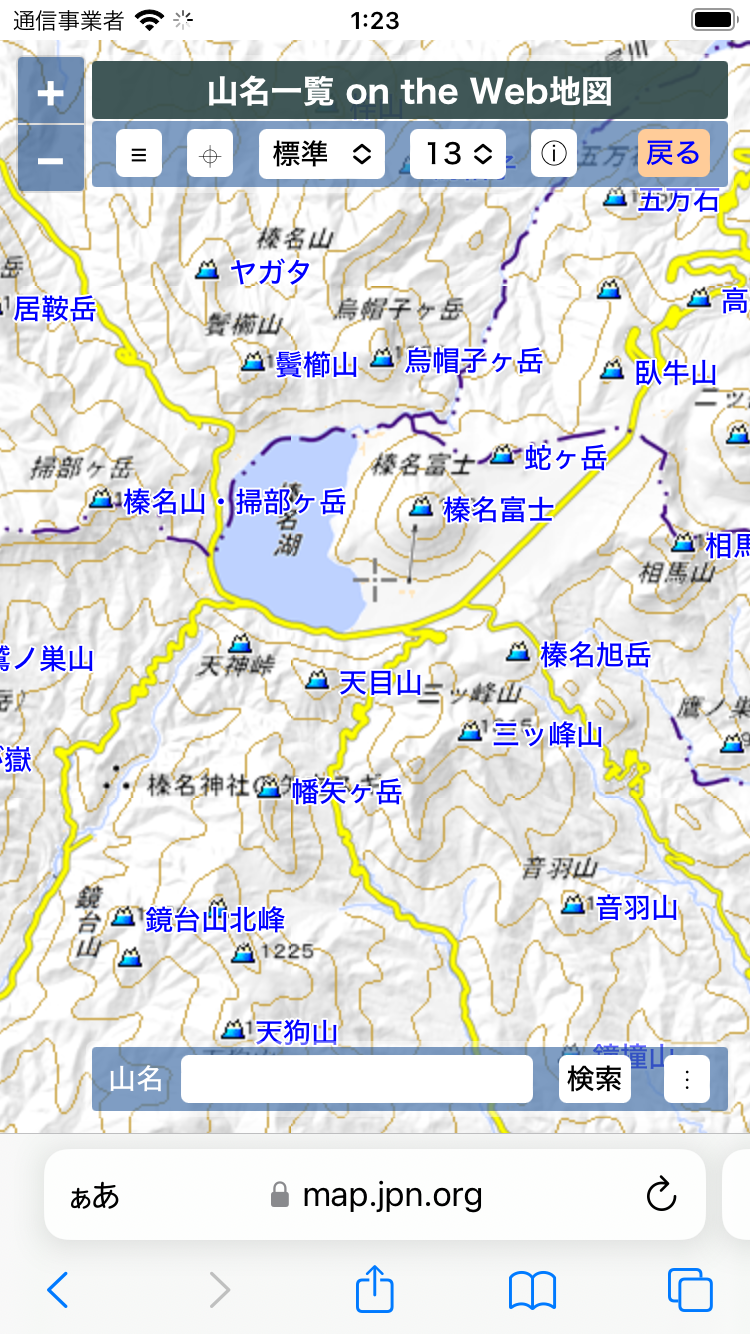 通信事業者
1:23
山名一覧 on the Web地図
標準
13
戻る
五万石
榛名山
ヤガタ
居鞍岳
烏帽子ヶ岳
鬢櫛山
鬢櫛山
烏帽子ヶ岳
臥牛山
掃部ヶ岳
榛名富士
蛇ヶ岳
榛名山・掃部ヶ岳
榛名富士
榛名湖
相馬山
鷲ノ巣山
天神峠
榛名旭岳
天目山
三ッ峰山
鷹ノ巣
三ッ峰山
榛名神社の矢
幡矢ヶ岳
音羽山
鏡台山
鏡台山北峰
音羽山
1225
天狗山
鐘撞山
山名
検索
ぁあ
map.jpn.org